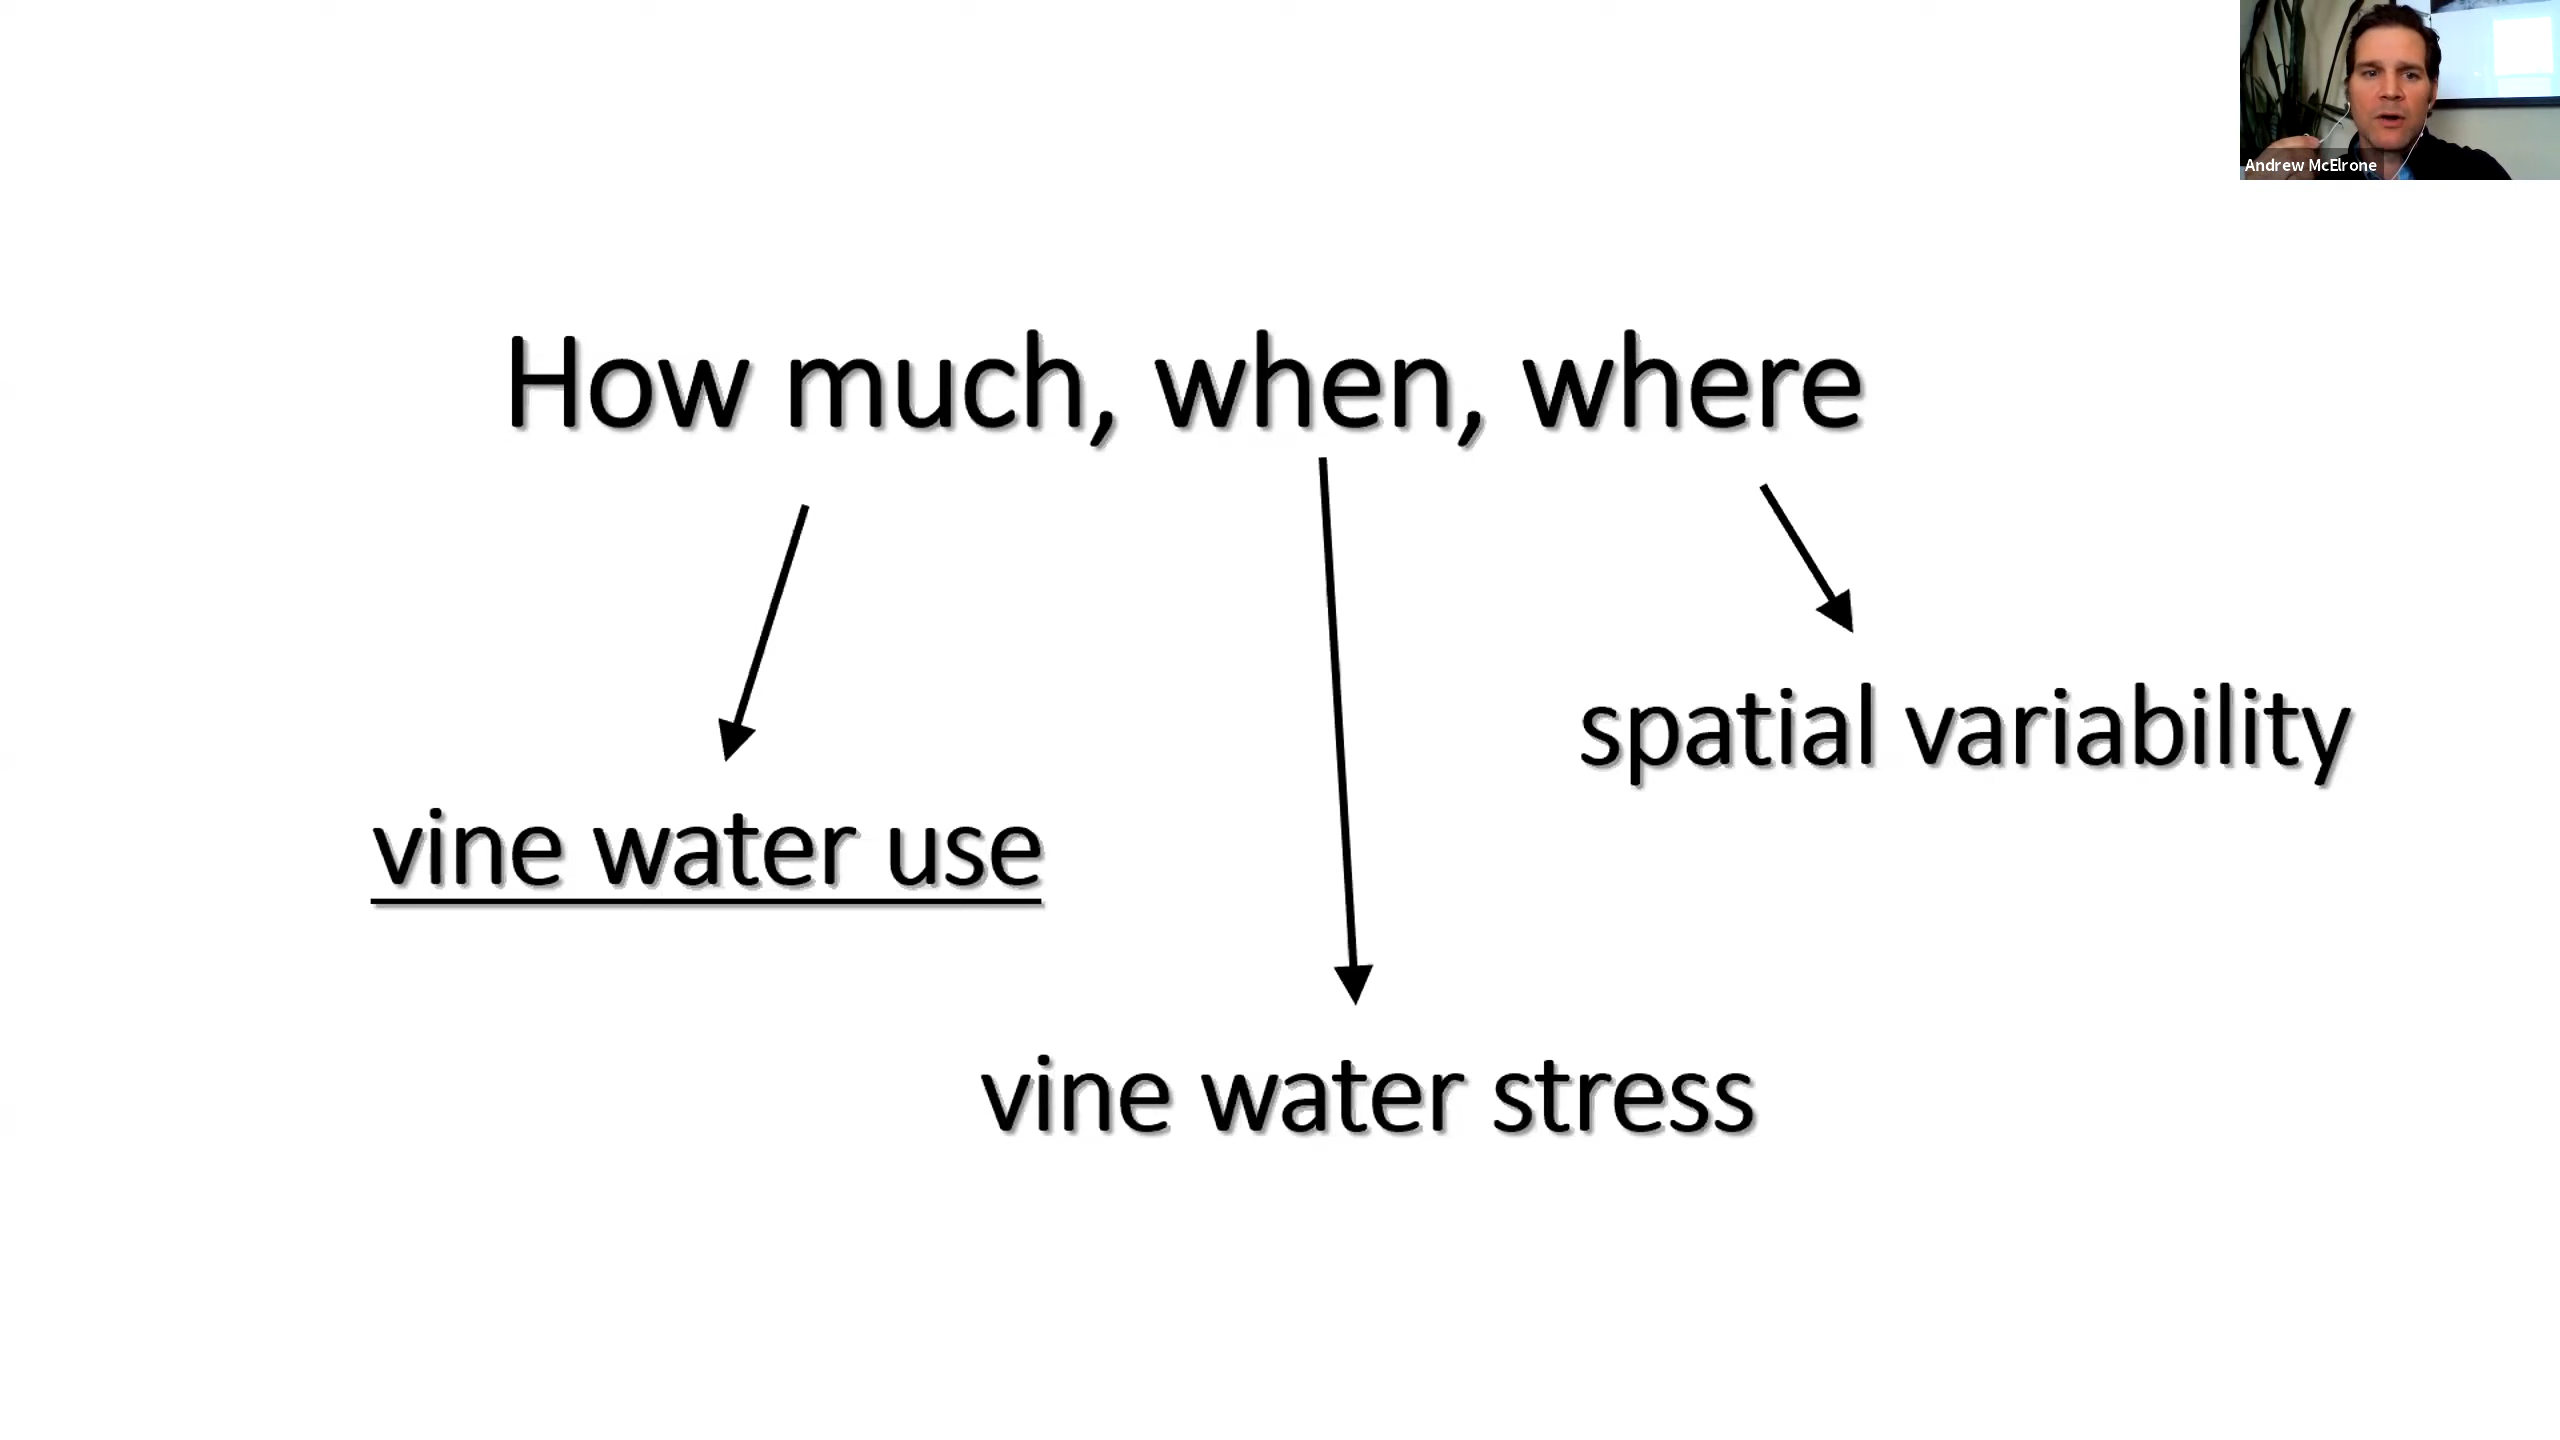 Andrew McElrone
How much, when, where
spatial variability
vine water use
vine water stress